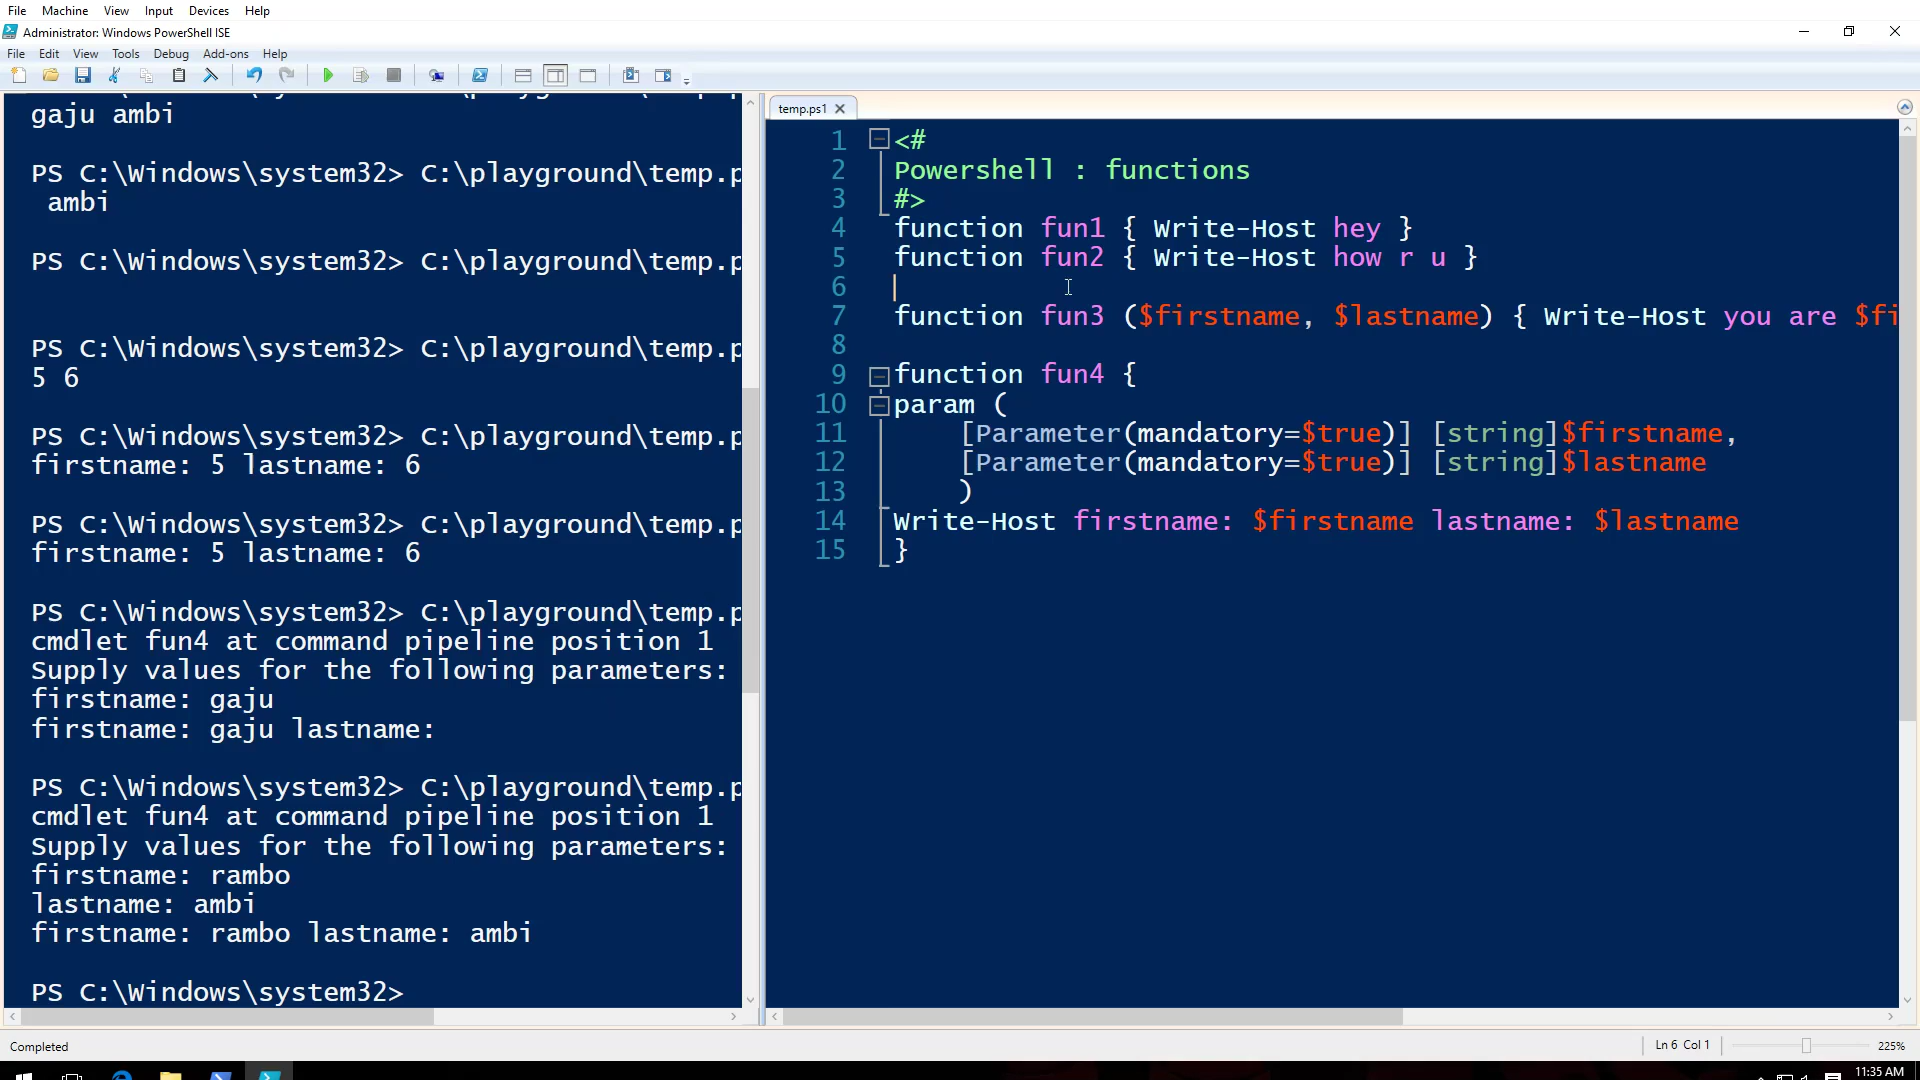 File Machine View Input Devices Help
Administrator: Windows PowerShell ISE
File Edit View Tools Debug Add-ons Help
gaju ambi
PS C:\Windows\system32> C:\playground\temp.p
ambi
PS C:\Windows\system32> C:\playground\temp.p
PS C:\Windows\system32> C:\playground\temp.p
5 6
PS C:\Windows\system32> C:\playground\temp.p
firstname: 5 lastname: 6
PS C:\Windows\system32> C:\playground\temp.p
firstname: 5 lastname: 6
PS C:\Windows\system32> C:\playground\temp.p
cmdlet fun4 at command pipeline position 1
Supply values for the following parameters:
firstname: gaju
firstname: gaju lastname:
PS C:\Windows\system32> C:\playground\temp.p
cmdlet fun4 at command pipeline position 1
Supply values for the following parameters:
firstname: rambo
lastname: ambi
firstname: rambo lastname: ambi
PS C:\Windows\system32>
temp.ps1
1 <#
2 Powershell : functions
3 #>
4 function fun1 { Write-Host hey }
5 function fun2 { Write-Host how r u }
6
7 function fun3 ($firstname, $lastname) { Write-Host you are $fi
8
9 function fun4 {
10 param (
11 [Parameter(mandatory=$true)] [string]$firstname,
12 [Parameter(mandatory=$true)] [string]$lastname
13 )
14 Write-Host firstname: $firstname lastname: $lastname
15 }
Completed
Ln 6 Col 1
225%
11:35 AM